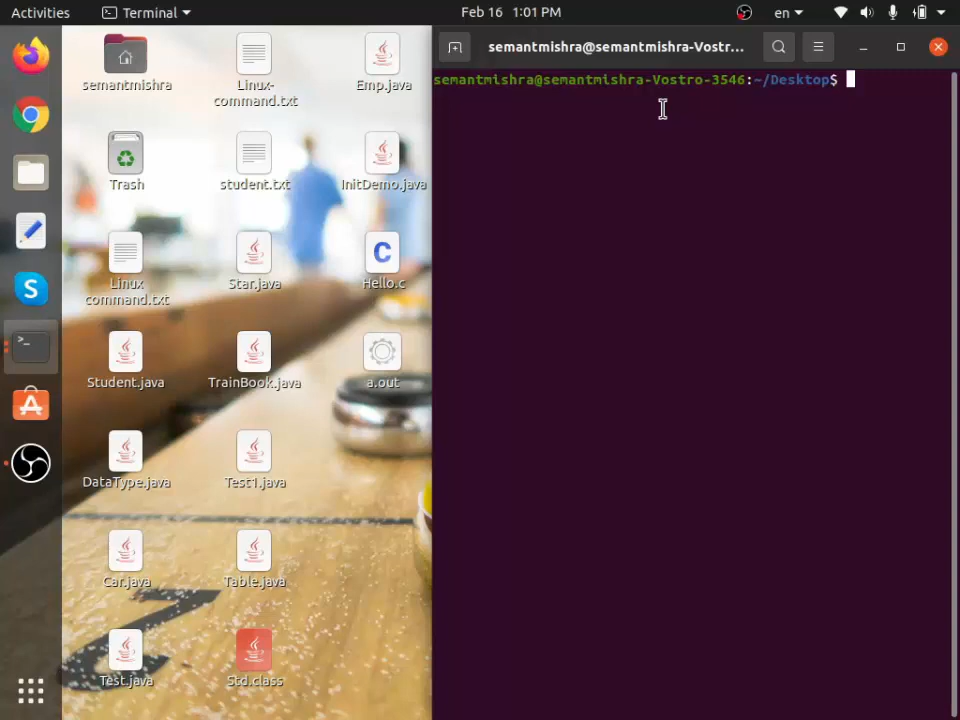 Activities
Terminal
Feb 16 1:01 PM
en
semantmishra@semantmishra-Vostr...
semantmishra@semantmishra-Vostro-3546:~/Desktop$
semantmishra
Linux-
command.txt
Emp.java
Trash
student.txt
InitDemo.java
Linux
command.txt
Star.java
Hello.c
Student.java
TrainBook.java
a.out
DataType.java
Test1.java
Car.java
Table.java
Test.java
Std.class